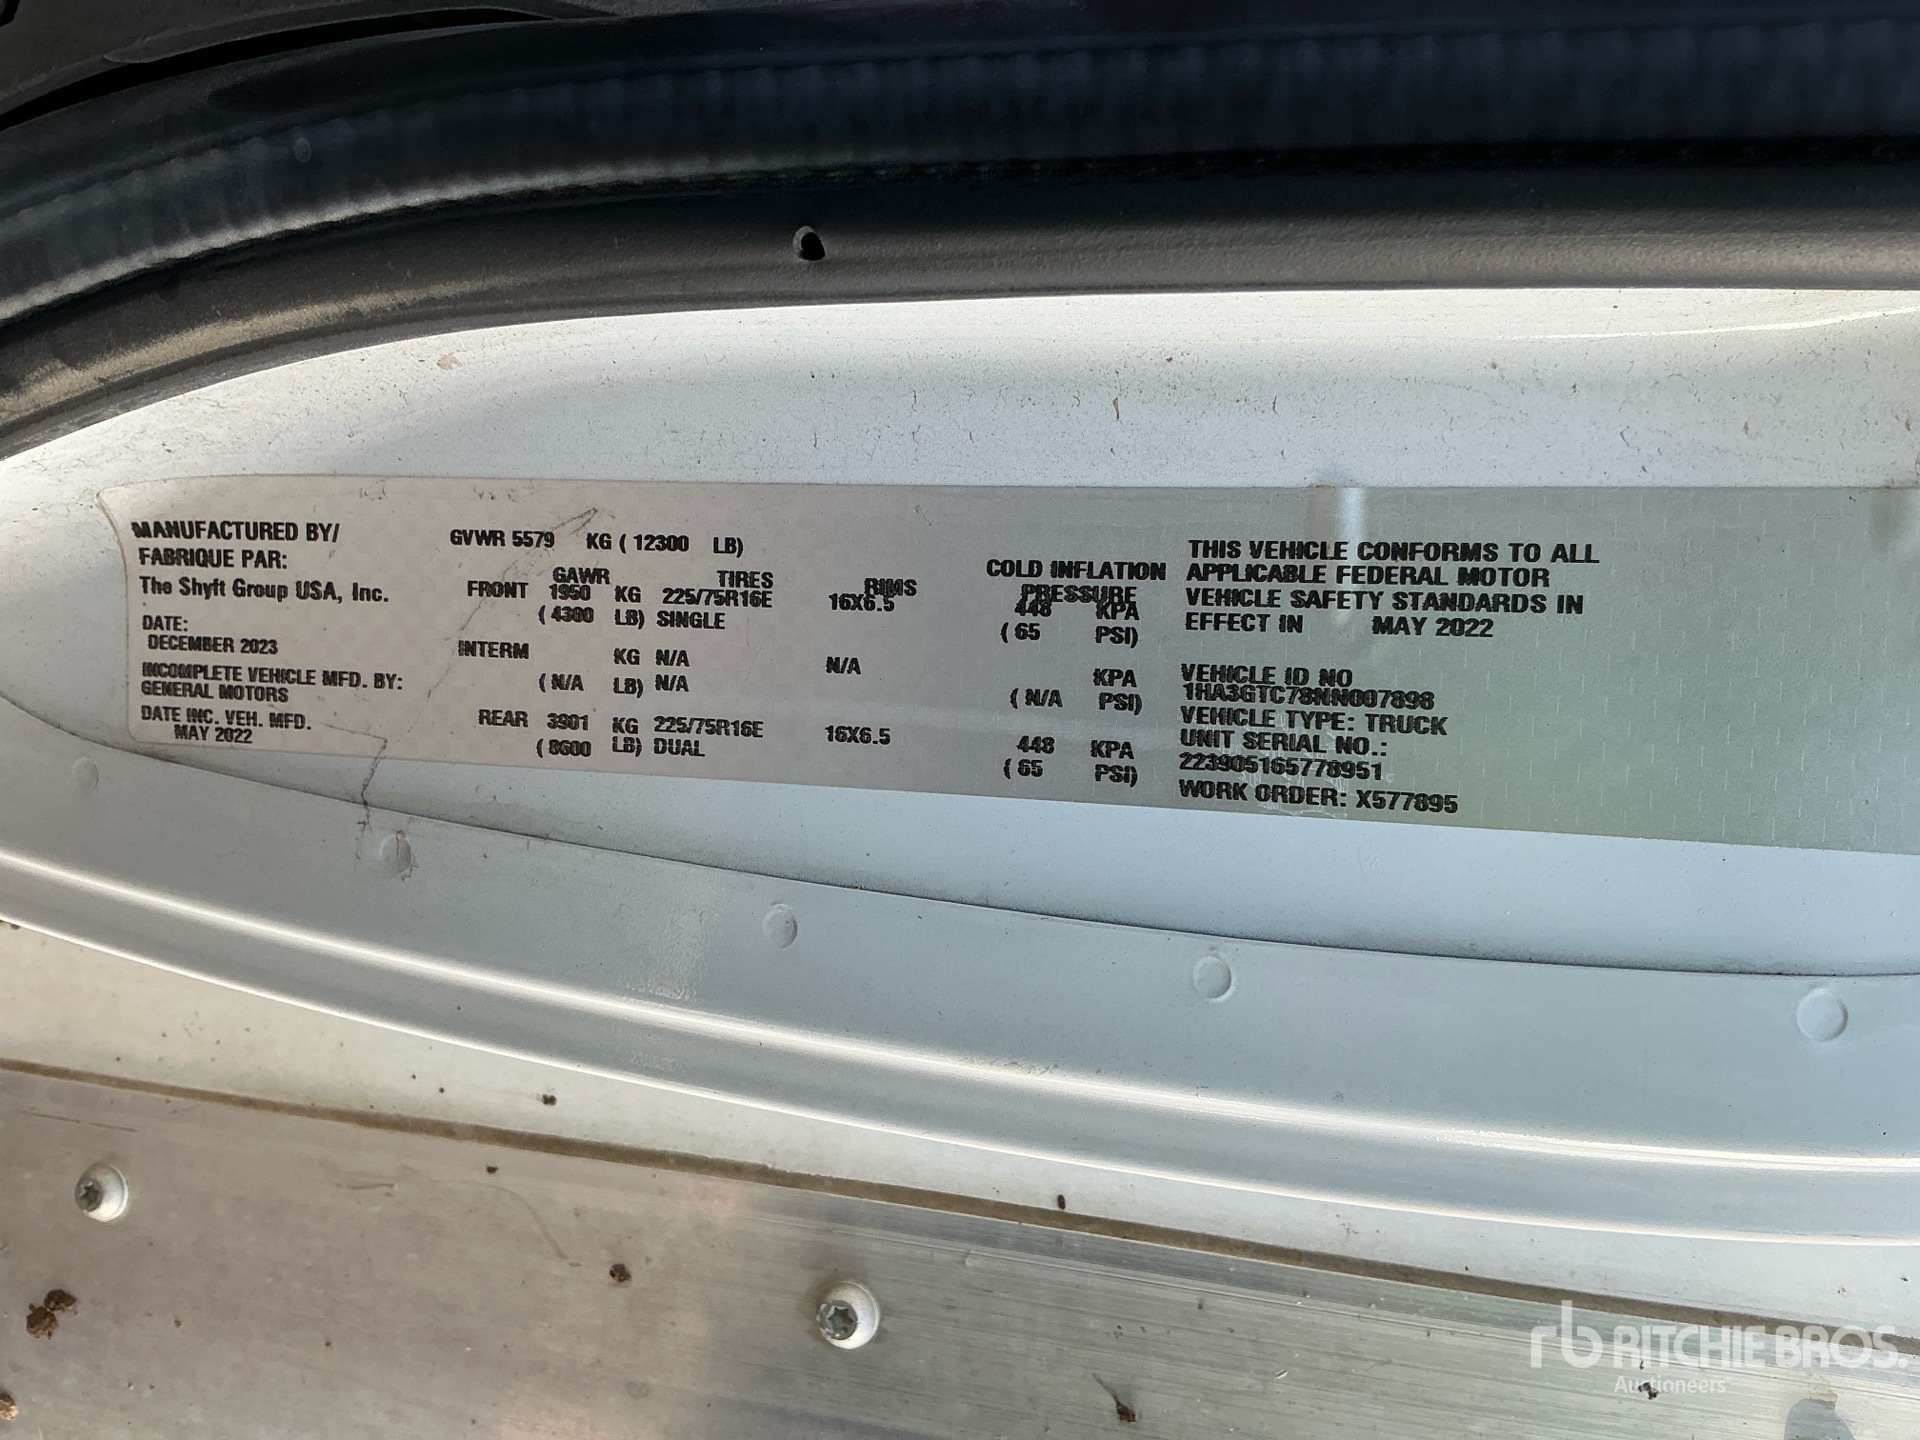 MANUFACTURED BY/
FABRIQUE PAR:
The Shyft Group USA, Inc.
DATE:
DECEMBER 2023
INCOMPLETE VEHICLE MFD. BY:
GENERAL MOTORS
DATE INC. VEH. MFD.
MAY 2022
GVWR 5579 KG ( 12300 LB)
GAWR TIRES RIMS COLD INFLATION PRESSURE
FRONT 1950 KG 225/75R16E 16X6.5 448 KPA
( 4300 LB) SINGLE ( 65 PSI)
INTERM KG N/A N/A KPA
( N/A LB) N/A ( N/A PSI)
REAR 3901 KG 225/75R16E 16X6.5 448 KPA
( 8600 LB) DUAL ( 65 PSI)
THIS VEHICLE CONFORMS TO ALL
APPLICABLE FEDERAL MOTOR
VEHICLE SAFETY STANDARDS IN
EFFECT IN MAY 2022
VEHICLE ID NO
1HA3GTC78NN007898
VEHICLE TYPE: TRUCK
UNIT SERIAL NO.:
223905165778951
WORK ORDER: X577895
rb RITCHIE BROS.
Auctioneers